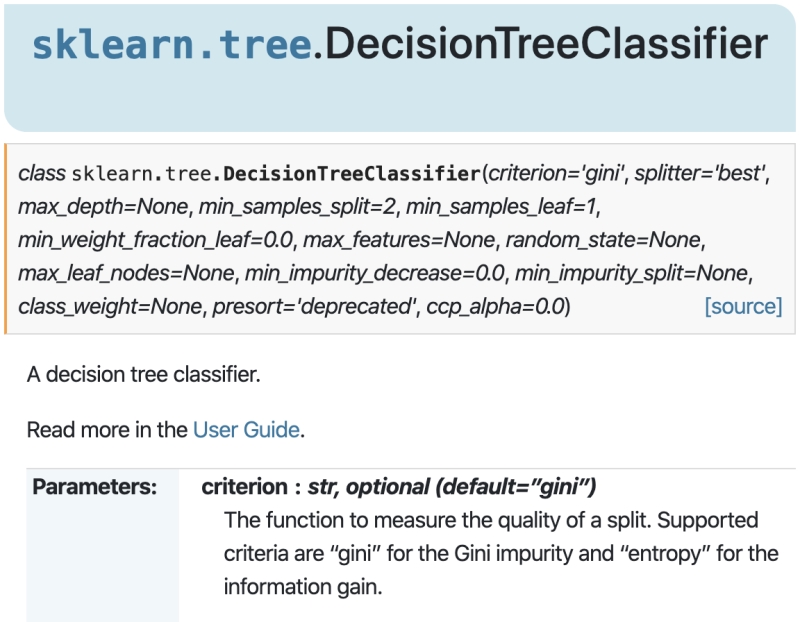 sklearn.tree.DecisionTreeClassifier
class sklearn.tree.DecisionTreeClassifier(criterion='gini', splitter='best',
max_depth=None, min_samples_split=2, min_samples_leaf=1,
min_weight_fraction_leaf=0.0, max_features=None, random_state=None,
max_leaf_nodes=None, min_impurity_decrease=0.0, min_impurity_split=None,
class_weight=None, presort='deprecated', ccp_alpha=0.0) [source]
A decision tree classifier.
Read more in the User Guide.
Parameters: criterion : str, optional (default=”gini”)
The function to measure the quality of a split. Supported
criteria are “gini” for the Gini impurity and “entropy” for the
information gain.